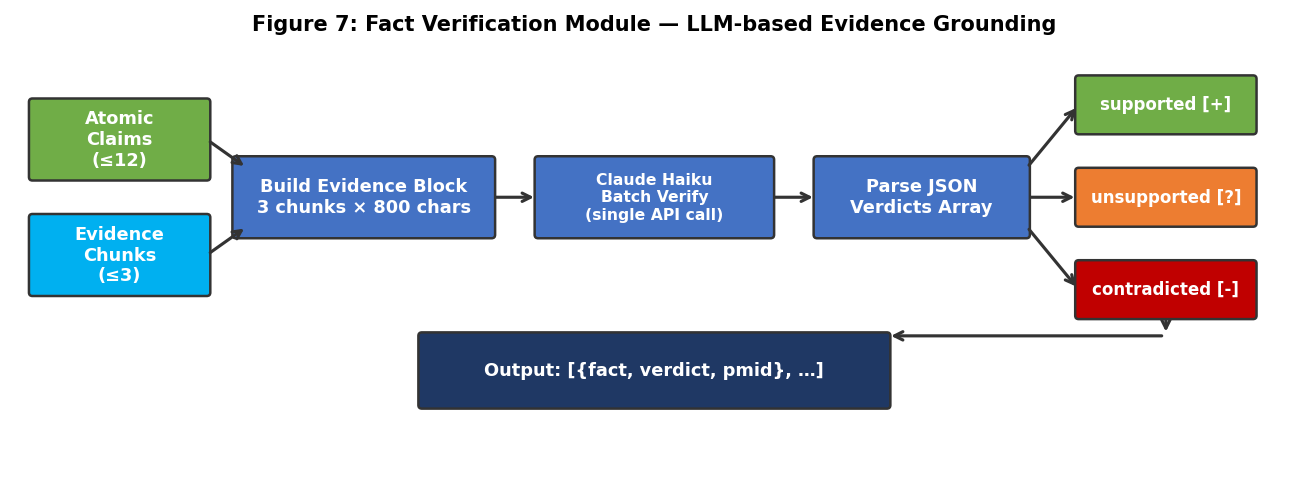 Figure 7: Fact Verification Module — LLM-based Evidence Grounding
Atomic
Claims
(≤12)
Evidence
Chunks
(≤3)
Build Evidence Block
3 chunks × 800 chars
Claude Haiku
Batch Verify
(single API call)
Parse JSON
Verdicts Array
supported [+]
unsupported [?]
contradicted [-]
Output: [{fact, verdict, pmid}, …]